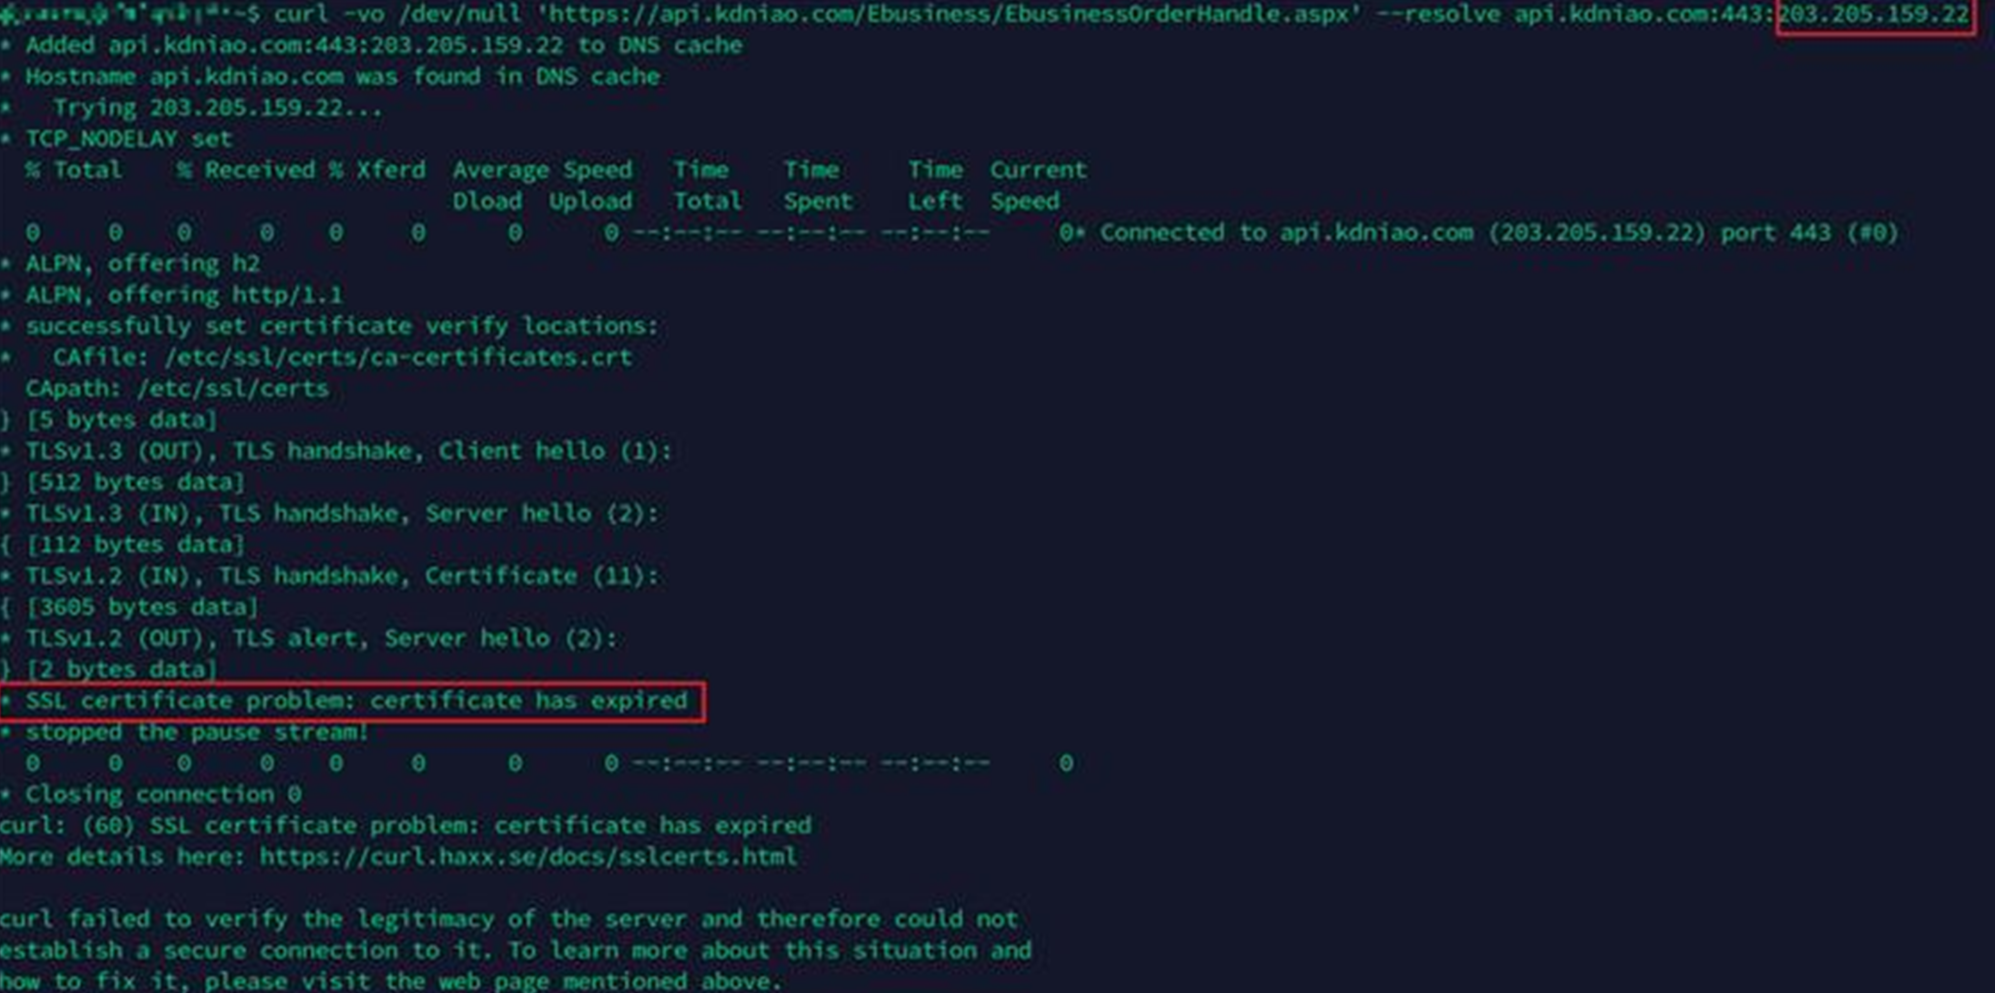 ~$ curl -vo /dev/null 'https://api.kdniao.com/Ebusiness/EbusinessOrderHandle.aspx' --resolve api.kdniao.com:443:203.205.159.22
* Added api.kdniao.com:443:203.205.159.22 to DNS cache
* Hostname api.kdniao.com was found in DNS cache
*   Trying 203.205.159.22...
* TCP_NODELAY set
  % Total    % Received % Xferd  Average Speed   Time    Time     Time  Current
                                 Dload  Upload   Total   Spent    Left  Speed
  0     0    0     0    0     0      0      0 --:--:-- --:--:-- --:--:--     0* Connected to api.kdniao.com (203.205.159.22) port 443 (#0)
* ALPN, offering h2
* ALPN, offering http/1.1
* successfully set certificate verify locations:
*   CAfile: /etc/ssl/certs/ca-certificates.crt
  CApath: /etc/ssl/certs
} [5 bytes data]
* TLSv1.3 (OUT), TLS handshake, Client hello (1):
} [512 bytes data]
* TLSv1.3 (IN), TLS handshake, Server hello (2):
{ [112 bytes data]
* TLSv1.2 (IN), TLS handshake, Certificate (11):
{ [3605 bytes data]
* TLSv1.2 (OUT), TLS alert, Server hello (2):
} [2 bytes data]
* SSL certificate problem: certificate has expired
* stopped the pause stream!
  0     0    0     0    0     0      0      0 --:--:-- --:--:-- --:--:--     0
* Closing connection 0
curl: (60) SSL certificate problem: certificate has expired
More details here: https://curl.haxx.se/docs/sslcerts.html
curl failed to verify the legitimacy of the server and therefore could not
establish a secure connection to it. To learn more about this situation and
how to fix it, please visit the web page mentioned above.